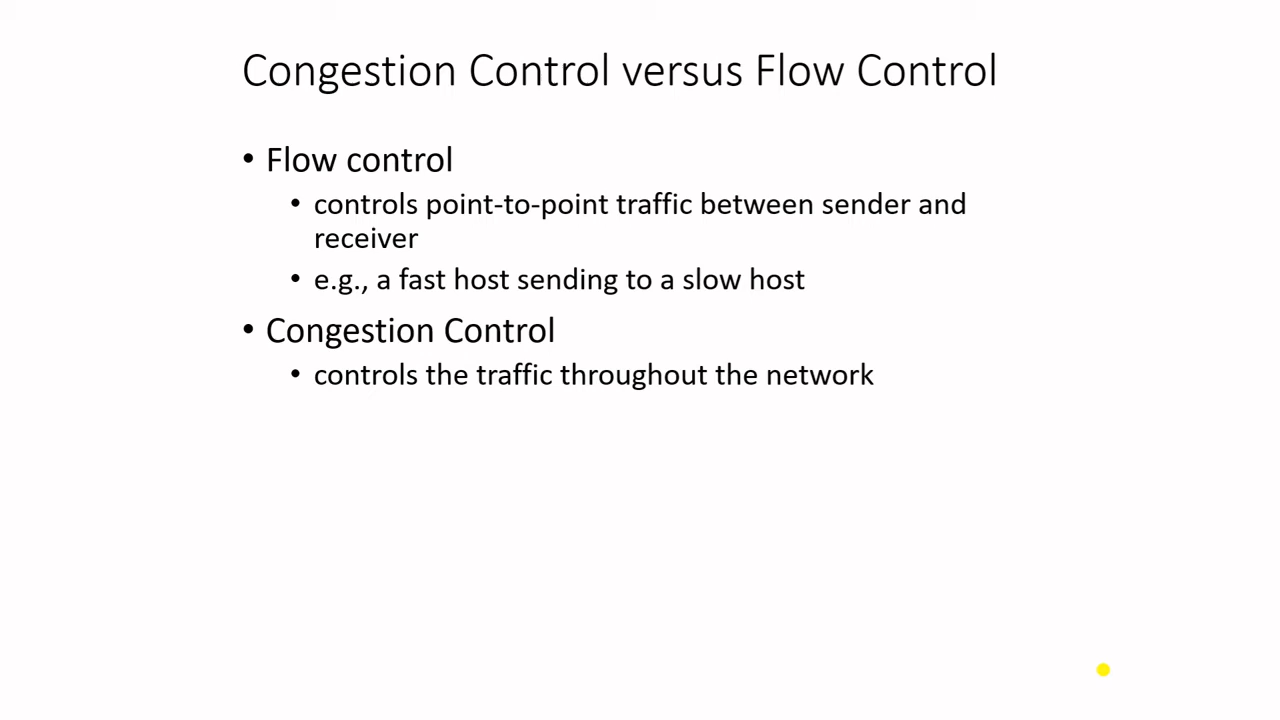 Congestion Control versus Flow Control
• Flow control
• controls point-to-point traffic between sender and
receiver
• e.g., a fast host sending to a slow host
• Congestion Control
• controls the traffic throughout the network